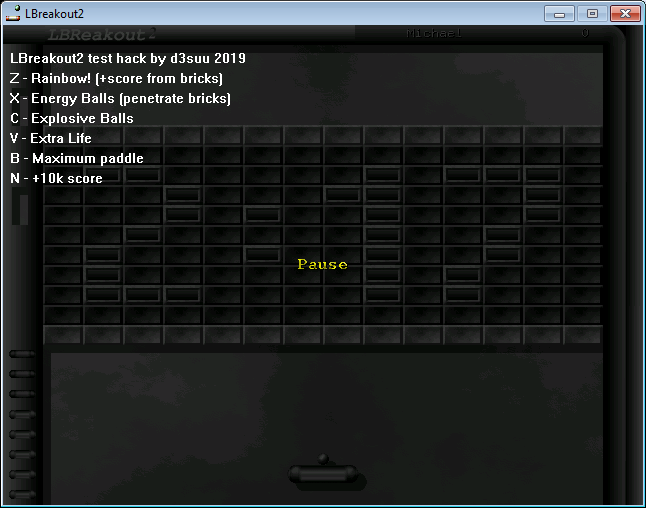 LBreakout2
LBreakout2 Michael 0
LBreakout2 test hack by d3suu 2019
Z - Rainbow! (+score from bricks)
X - Energy Balls (penetrate bricks)
C - Explosive Balls
V - Extra Life
B - Maximum paddle
N - +10k score
Pause